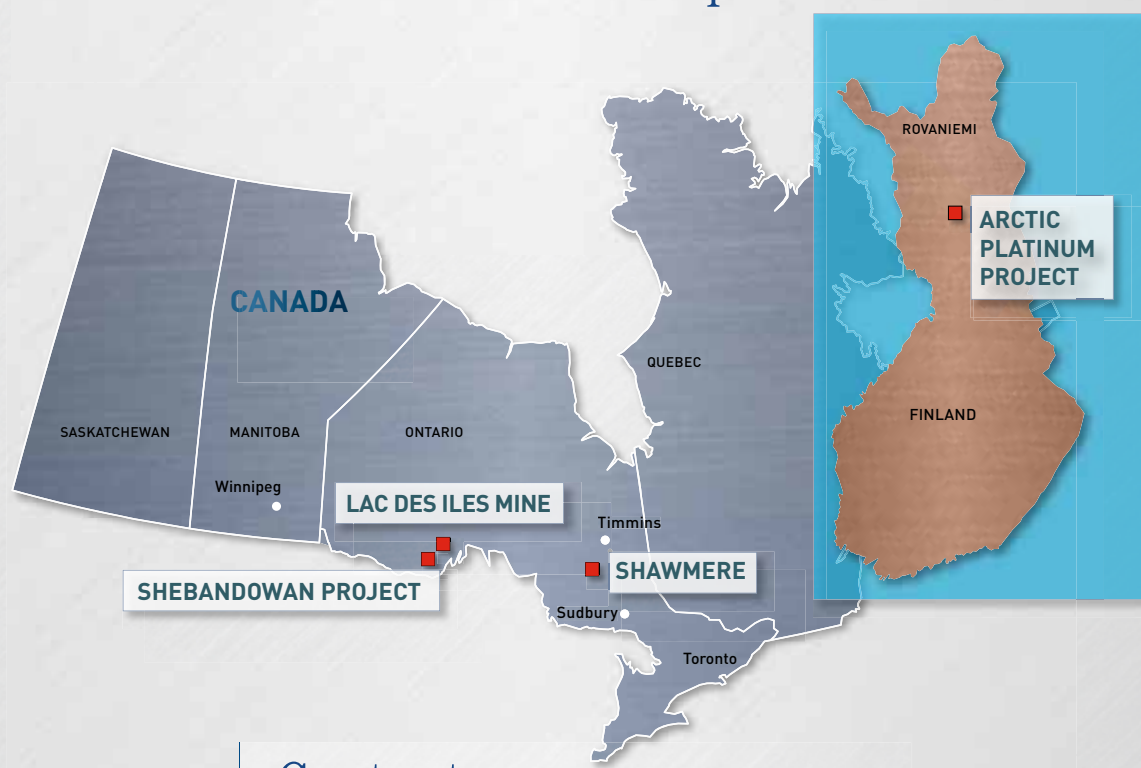 ROVANIEMI
ARCTIC
PLATINUM
PROJECT
CANADA
QUEBEC
FINLAND
SASKATCHEWAN
MANITOBA
ONTARIO
Winnipeg
LAC DES ILES MINE
Timmins
SHAWMERE
SHEBANDOWAN PROJECT
Sudbury
Toronto